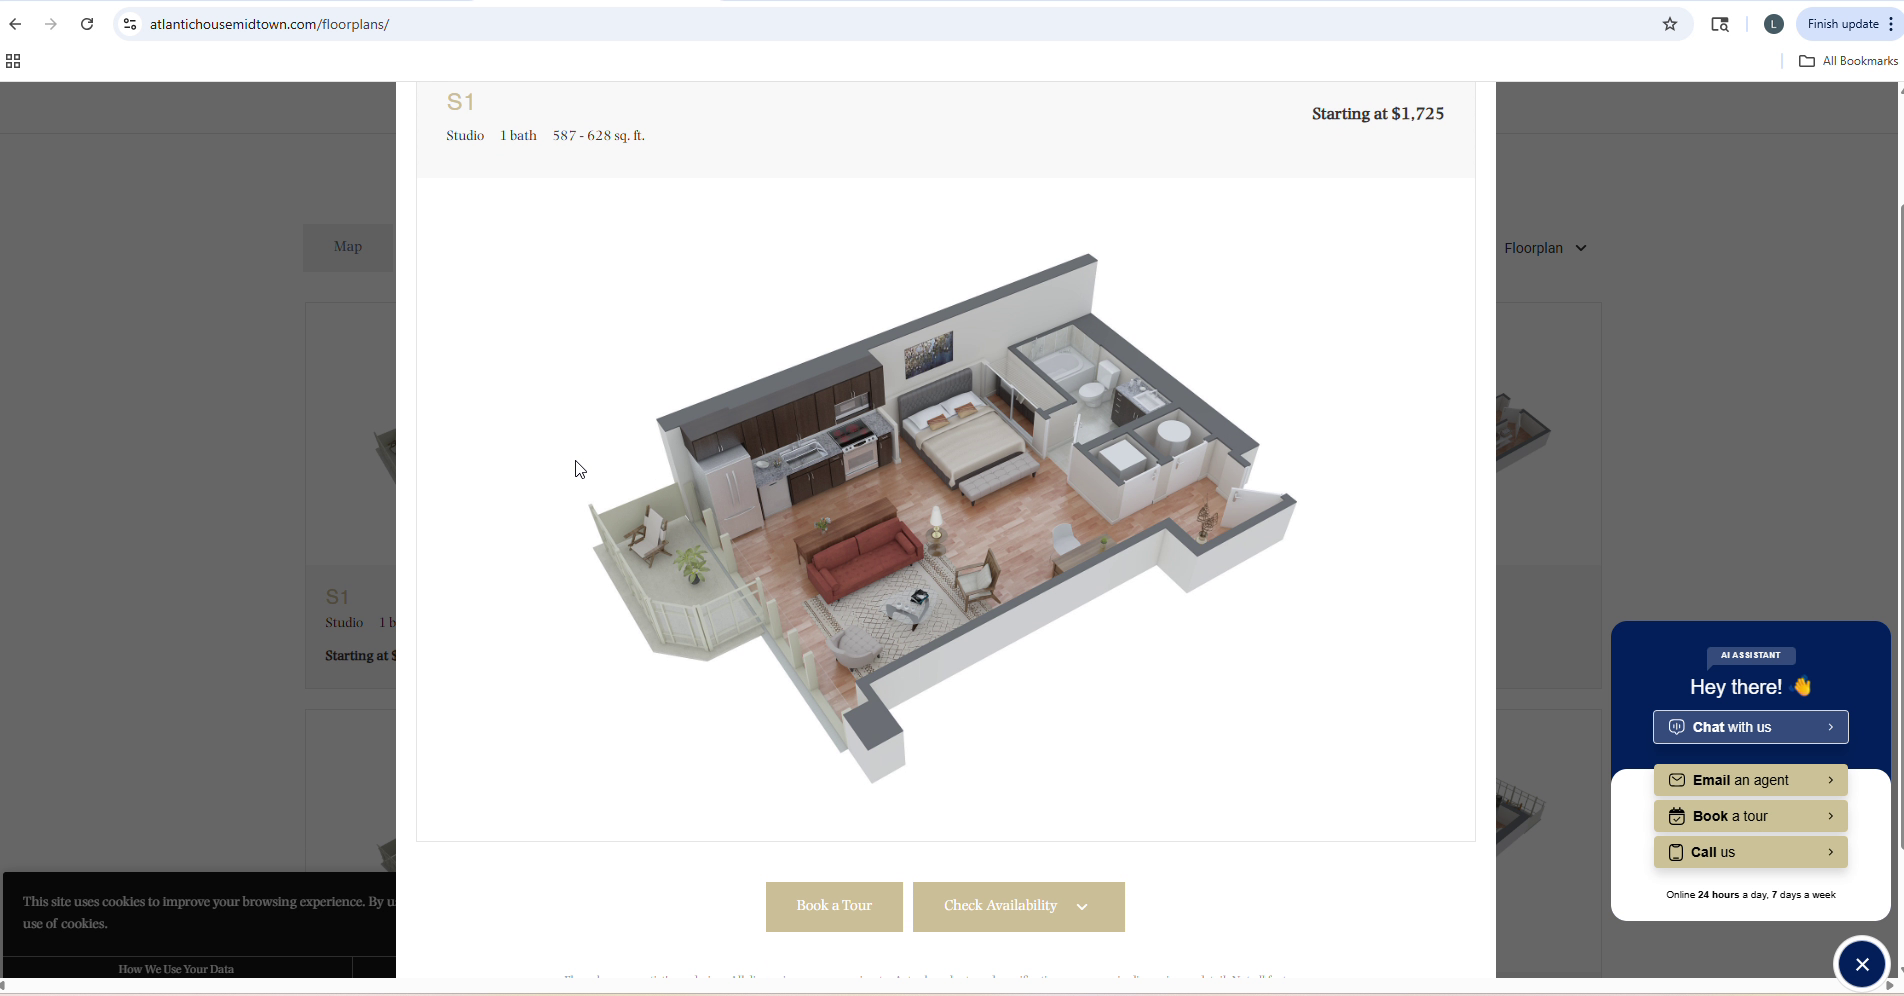 atlantichousemidtown.com/floorplans/
L
Finish update
All Bookmarks
S1
Starting at $1,725
Studio 1 bath 587 - 628 sq. ft.
Map
Floorplan
S1
Studio 1 b
Starting at $
AI ASSISTANT
Hey there! 👋
Chat with us
Email an agent
Book a tour
Call us
Online 24 hours a day, 7 days a week
Book a Tour
Check Availability
This site uses cookies to improve your browsing experience. By u
use of cookies.
How We Use Your Data